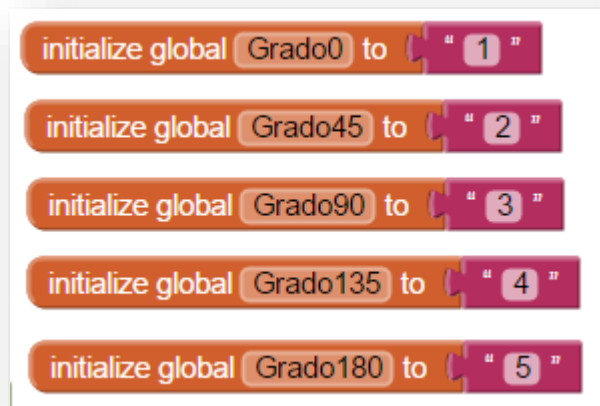 initialize global Grado0 to " 1 "
initialize global Grado45 to " 2 "
initialize global Grado90 to " 3 "
initialize global Grado135 to " 4 "
initialize global Grado180 to " 5 "